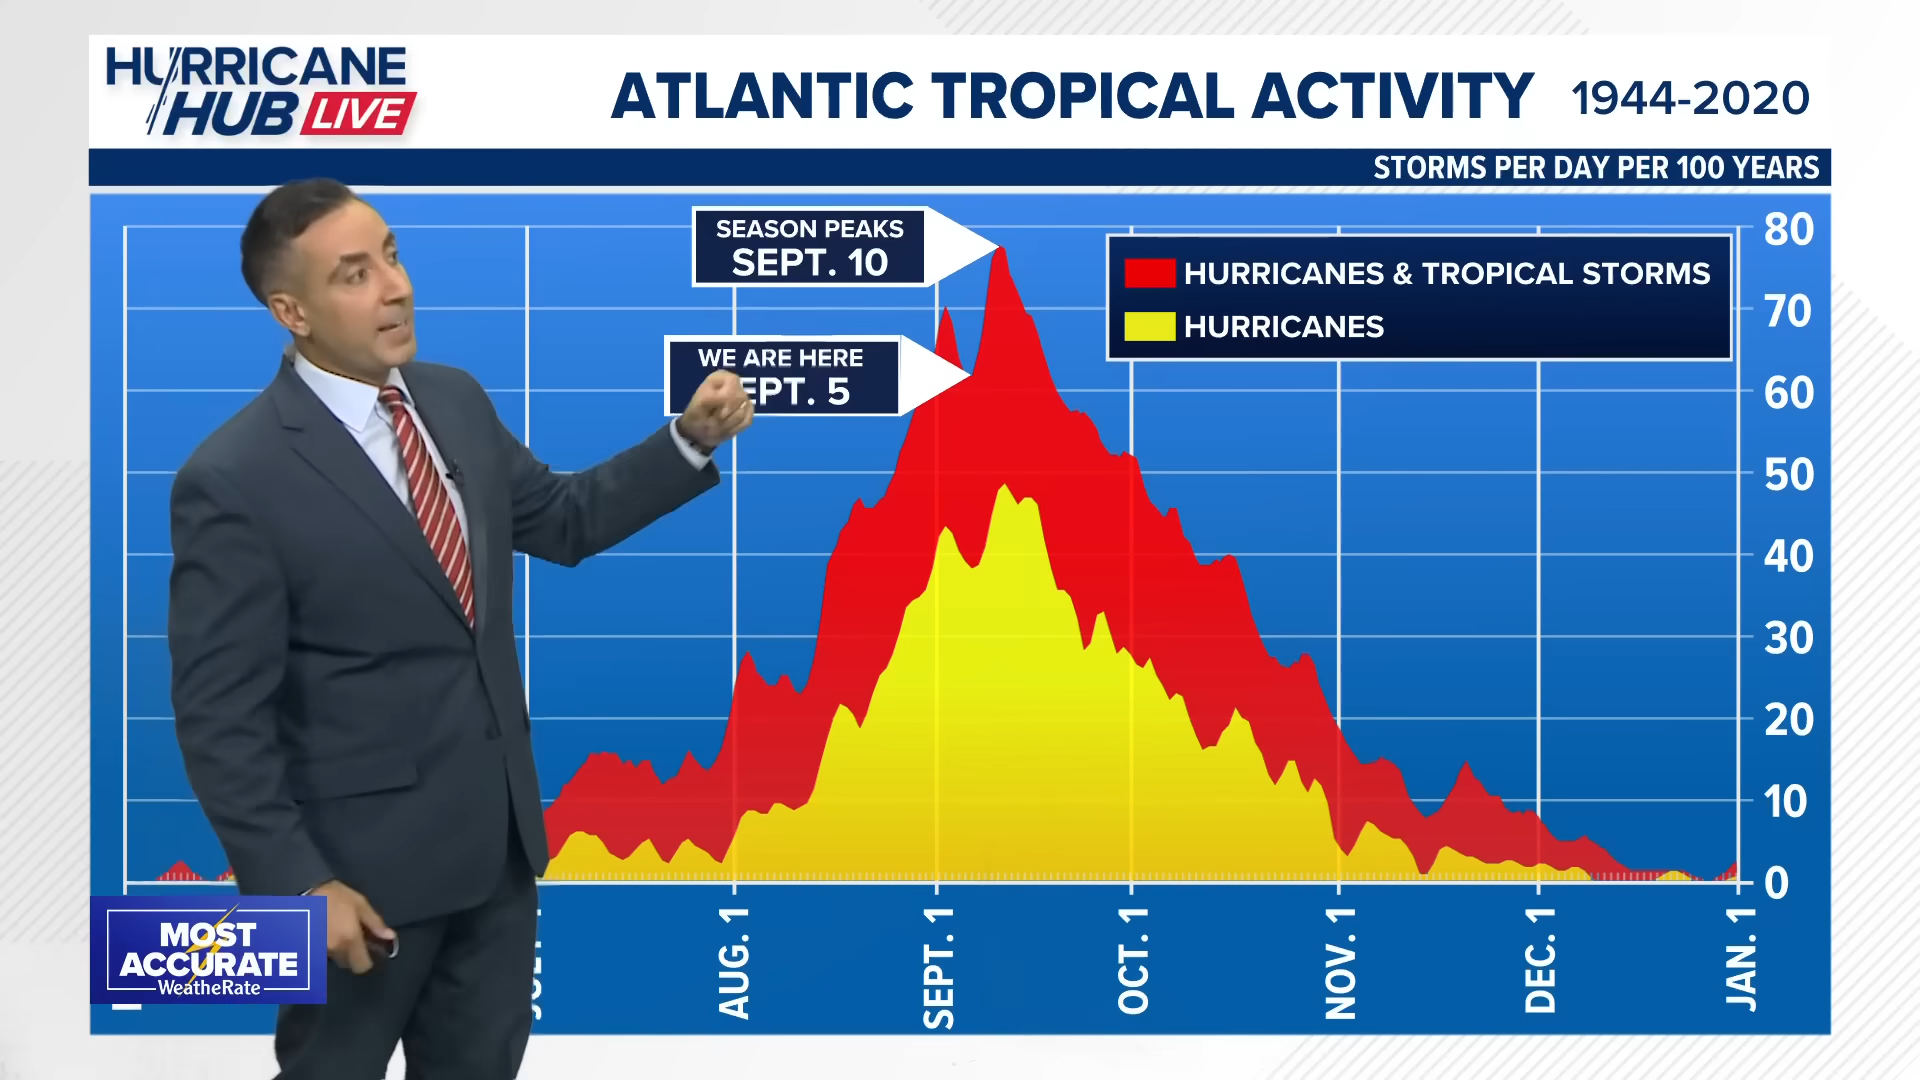 HURRICANE
HUB LIVE
ATLANTIC TROPICAL ACTIVITY 1944-2020
STORMS PER DAY PER 100 YEARS
SEASON PEAKS
SEPT. 10
WE ARE HERE
SEPT. 5
HURRICANES & TROPICAL STORMS
HURRICANES
80
70
60
50
40
30
20
10
0
AUG. 1
SEPT. 1
OCT. 1
NOV. 1
DEC. 1
JAN. 1
MOST
ACCURATE
WeatheRate